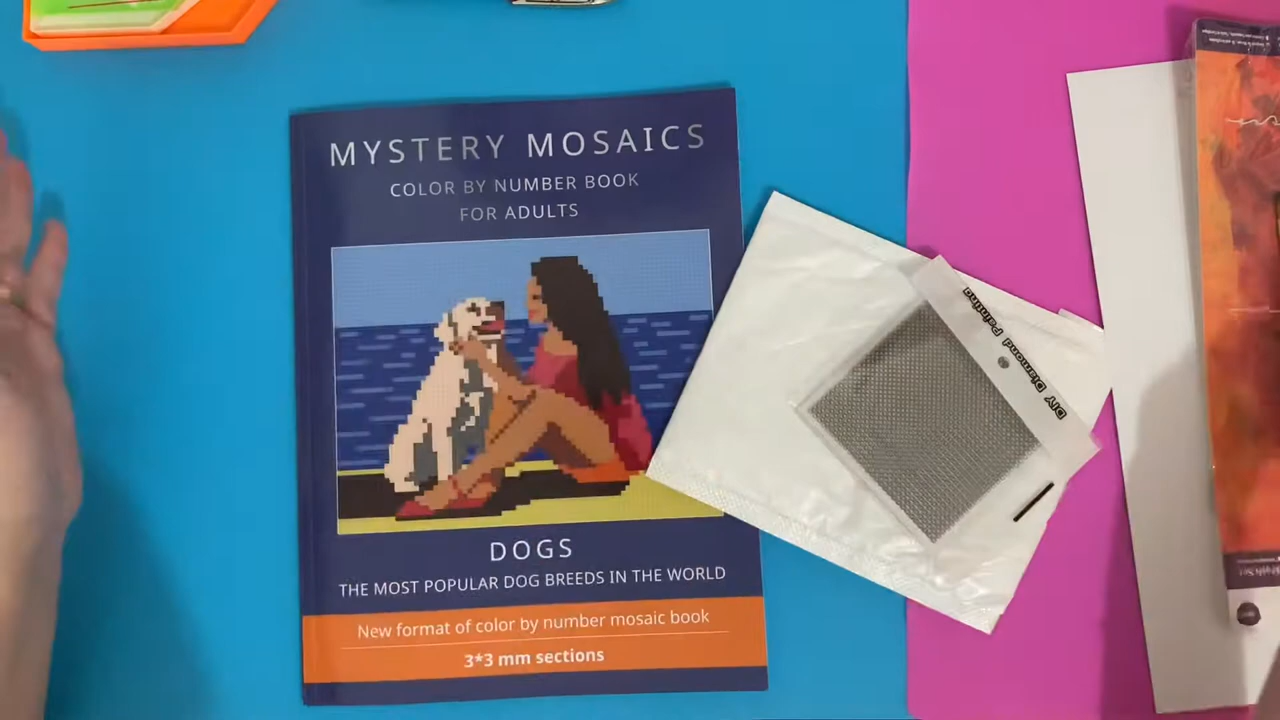 MYSTERY MOSAICS
COLOR BY NUMBER BOOK
FOR ADULTS
DOGS
THE MOST POPULAR DOG BREEDS IN THE WORLD
New format of color by number mosaic book
3*3 mm sections
DIY Diamond Painting